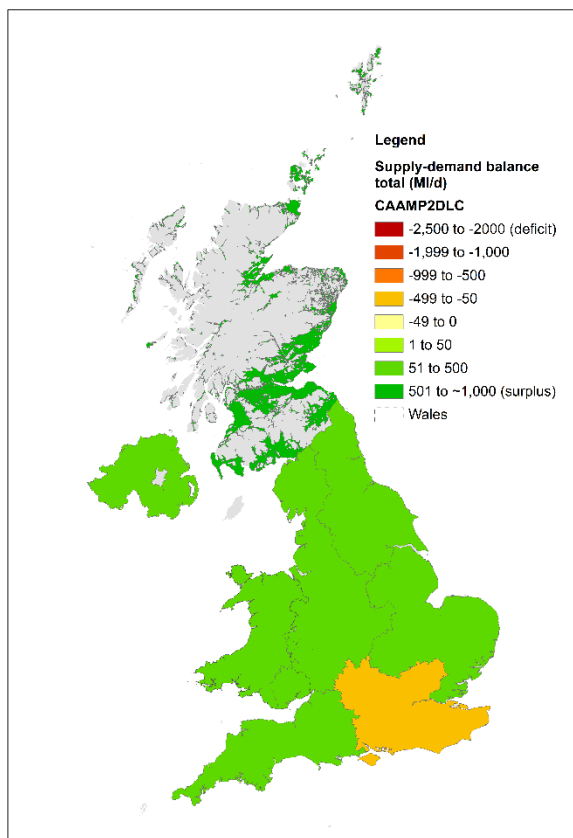 Legend
Supply-demand balance
total (Ml/d)
CAAMP2DLC
-2,500 to -2000 (deficit)
-1,999 to -1,000
-999 to -500
-499 to -50
-49 to 0
1 to 50
51 to 500
501 to ~1,000 (surplus)
Wales